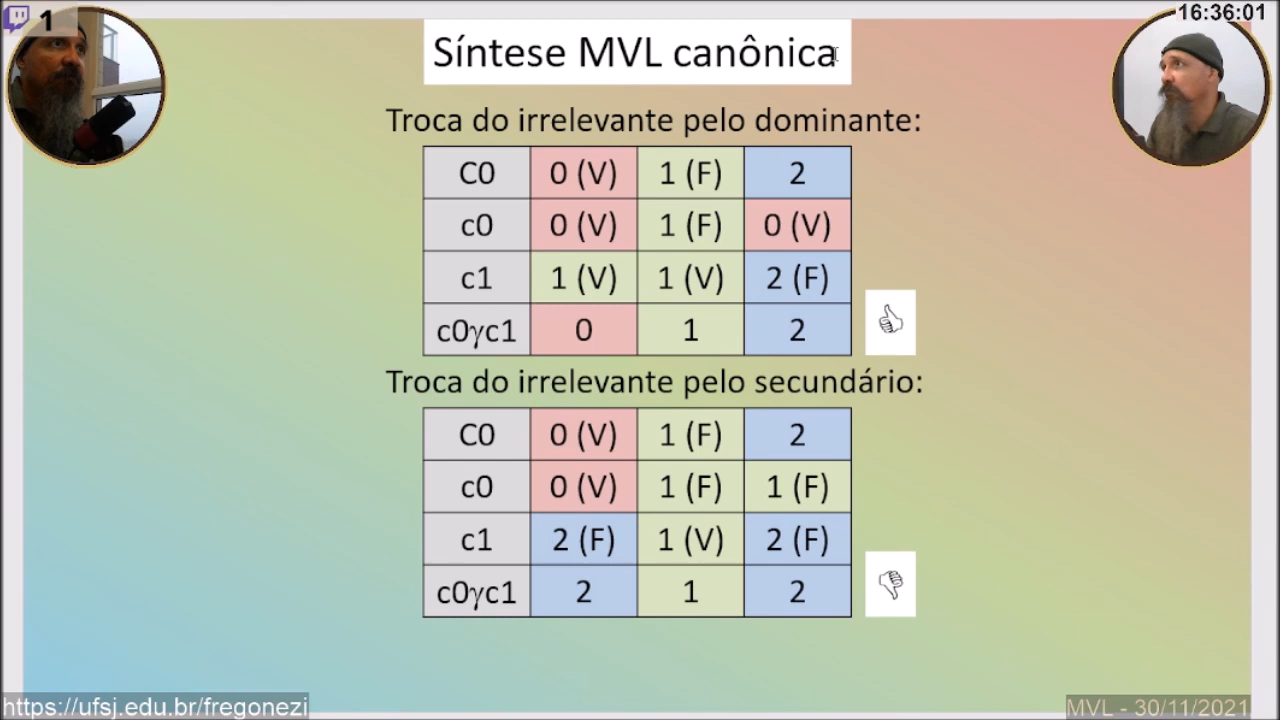 1
16:36:01
Síntese MVL canônica
Troca do irrelevante pelo dominante:
C0 0 (V) 1 (F) 2
c0 0 (V) 1 (F) 0 (V)
c1 1 (V) 1 (V) 2 (F)
c0γc1 0 1 2
Troca do irrelevante pelo secundário:
C0 0 (V) 1 (F) 2
c0 0 (V) 1 (F) 1 (F)
c1 2 (F) 1 (V) 2 (F)
c0γc1 2 1 2
https://ufsj.edu.br/fregonezi
MVL - 30/11/2021